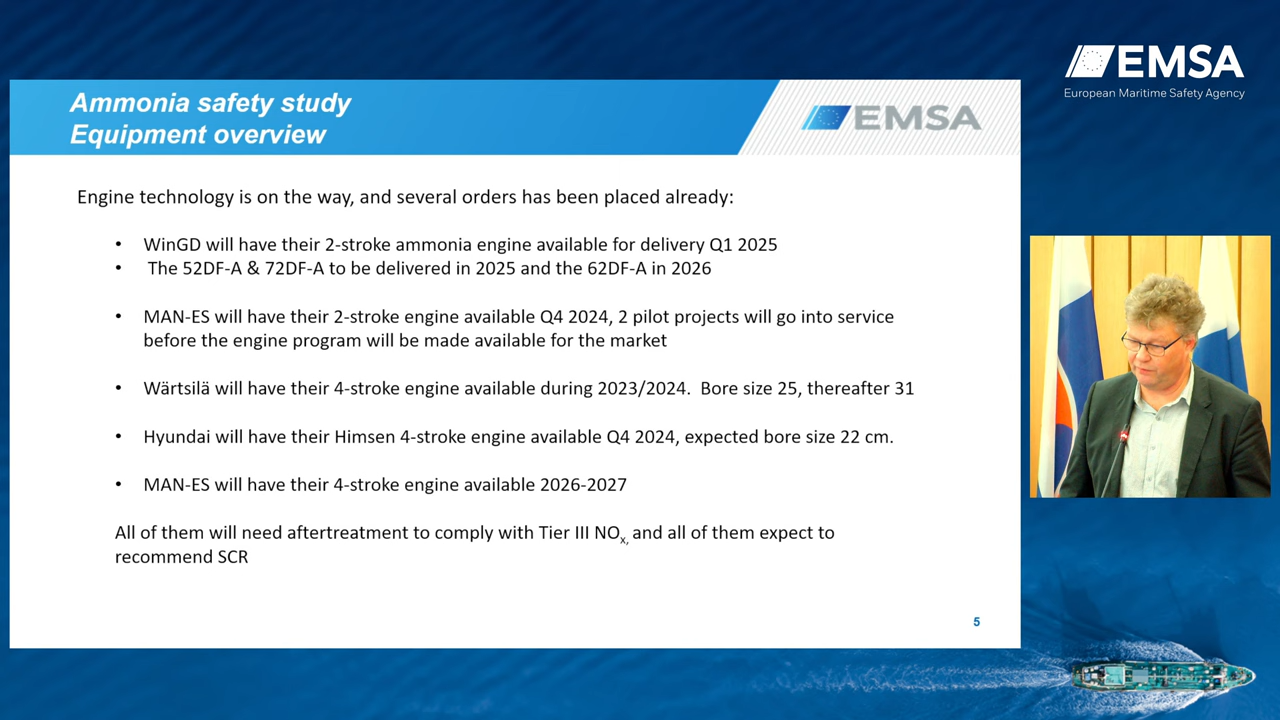 EMSA
European Maritime Safety Agency
Ammonia safety study
Equipment overview
EMSA
Engine technology is on the way, and several orders has been placed already:
• WinGD will have their 2-stroke ammonia engine available for delivery Q1 2025
• The 52DF-A & 72DF-A to be delivered in 2025 and the 62DF-A in 2026
• MAN-ES will have their 2-stroke engine available Q4 2024, 2 pilot projects will go into service
before the engine program will be made available for the market
• Wärtsilä will have their 4-stroke engine available during 2023/2024. Bore size 25, thereafter 31
• Hyundai will have their Himsen 4-stroke engine available Q4 2024, expected bore size 22 cm.
• MAN-ES will have their 4-stroke engine available 2026-2027
All of them will need aftertreatment to comply with Tier III NOx, and all of them expect to
recommend SCR
5